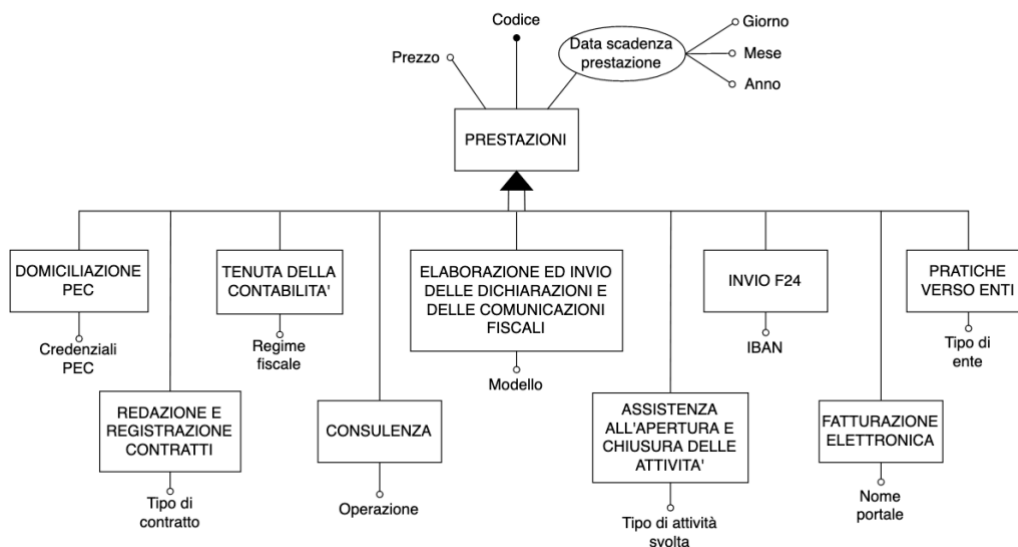 Codice
Prezzo
Data scadenza
prestazione
Giorno
Mese
Anno
PRESTAZIONI
DOMICILIAZIONE
PEC
Credenziali
PEC
TENUTA DELLA
CONTABILITA'
Regime
fiscale
ELABORAZIONE ED INVIO
DELLE DICHIARAZIONI E
DELLE COMUNICAZIONI
FISCALI
Modello
INVIO F24
IBAN
PRATICHE
VERSO ENTI
Tipo di
ente
REDAZIONE E
REGISTRAZIONE
CONTRATTI
Tipo di
contratto
CONSULENZA
Operazione
ASSISTENZA
ALL'APERTURA E
CHIUSURA DELLE
ATTIVITA'
Tipo di attività
svolta
FATTURAZIONE
ELETTRONICA
Nome
portale